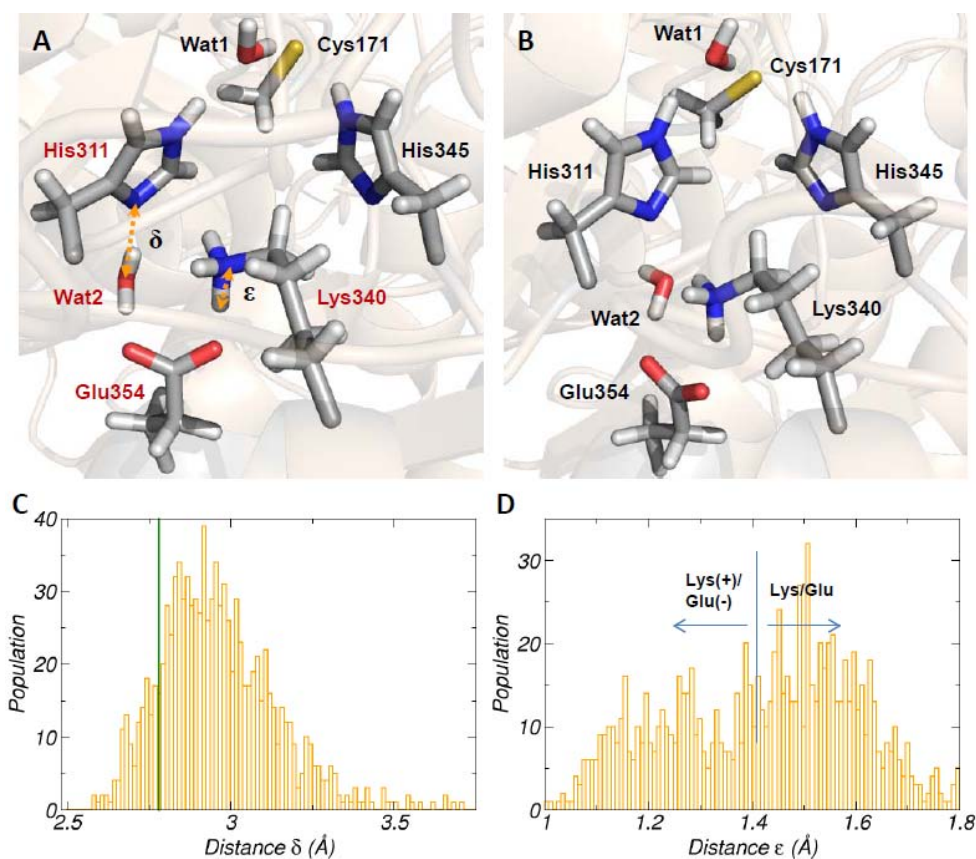 A
Wat1
Cys171
His311
His345
δ
Wat2
ε
Lys340
Glu354
B
Wat1
Cys171
His311
His345
Wat2
Lys340
Glu354
C
40
30
20
10
0
Population
2.5
3
3.5
Distance δ (Å)
D
30
20
10
0
Population
Lys(+)/
Glu(-)
Lys/Glu
1
1.2
1.4
1.6
1.8
Distance ε (Å)